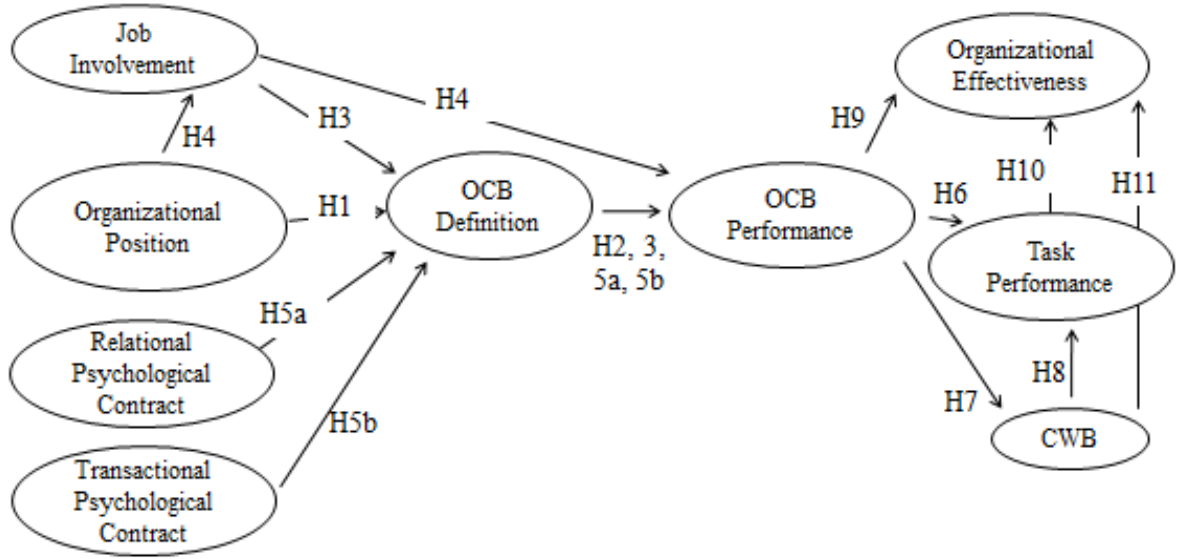 Job
Involvement
Organizational
Effectiveness
H4
H3
H4
H9
Organizational
Position
H1
OCB
Definition
H2, 3,
5a, 5b
OCB
Performance
H6
H10
H11
Task
Performance
H5a
Relational
Psychological
Contract
H5b
H7
H8
CWB
Transactional
Psychological
Contract